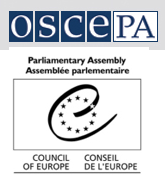 OSCEPA
Parliamentary Assembly
Assemblée parlementaire
COUNCIL CONSEIL
OF EUROPE DE L'EUROPE